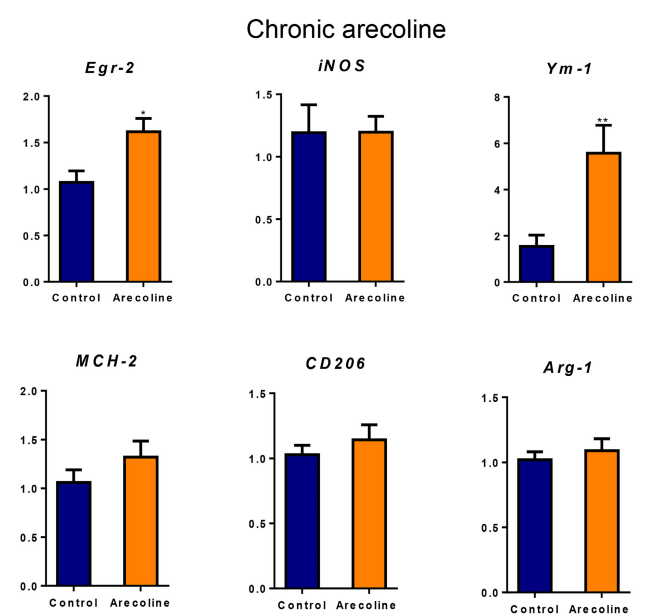 Chronic arecoline
Egr-2
2.0
1.5
1.0
0.5
0.0
*
Control Arecoline
iNOS
1.5
1.0
0.5
0.0
Control Arecoline
Ym-1
8
6
4
2
0
**
Control Arecoline
MCH-2
2.0
1.5
1.0
0.5
0.0
Control Arecoline
CD206
1.5
1.0
0.5
0.0
Control Arecoline
Arg-1
1.5
1.0
0.5
0.0
Control Arecoline